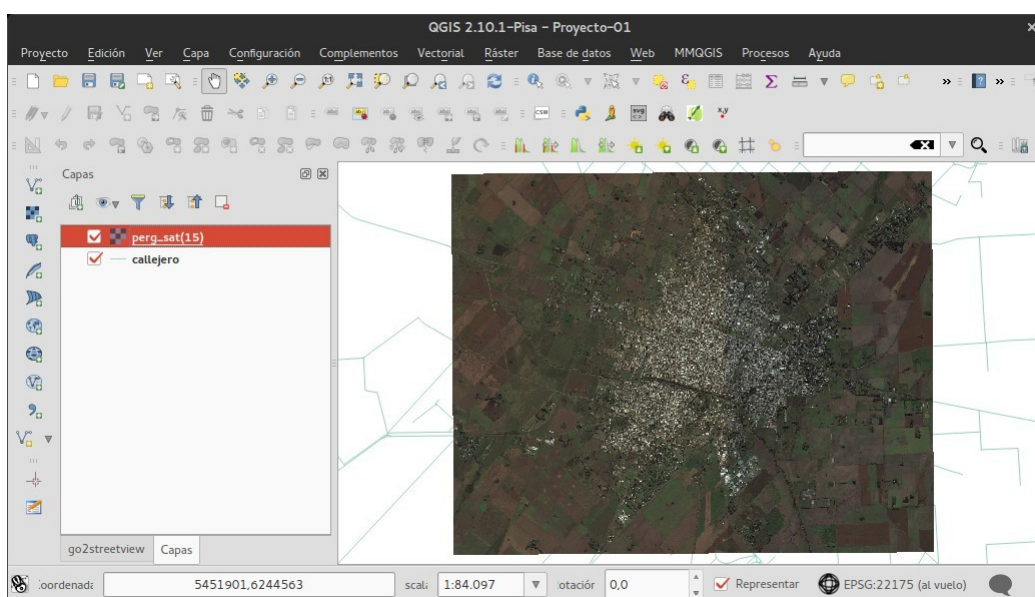 QGIS 2.10.1-Pisa - Proyecto-01
Proyecto Edición Ver Capa Configuración Complementos Vectorial Ráster Base de datos Web MMQGIS Procesos Ayuda
CSW SVG X,Y
Capas
perg_sat(15)
callejero
go2streetview Capas
:oordenada 5451901,6244563 scala 1:84.097 otación 0,0 Representar EPSG:22175 (al vuelo)